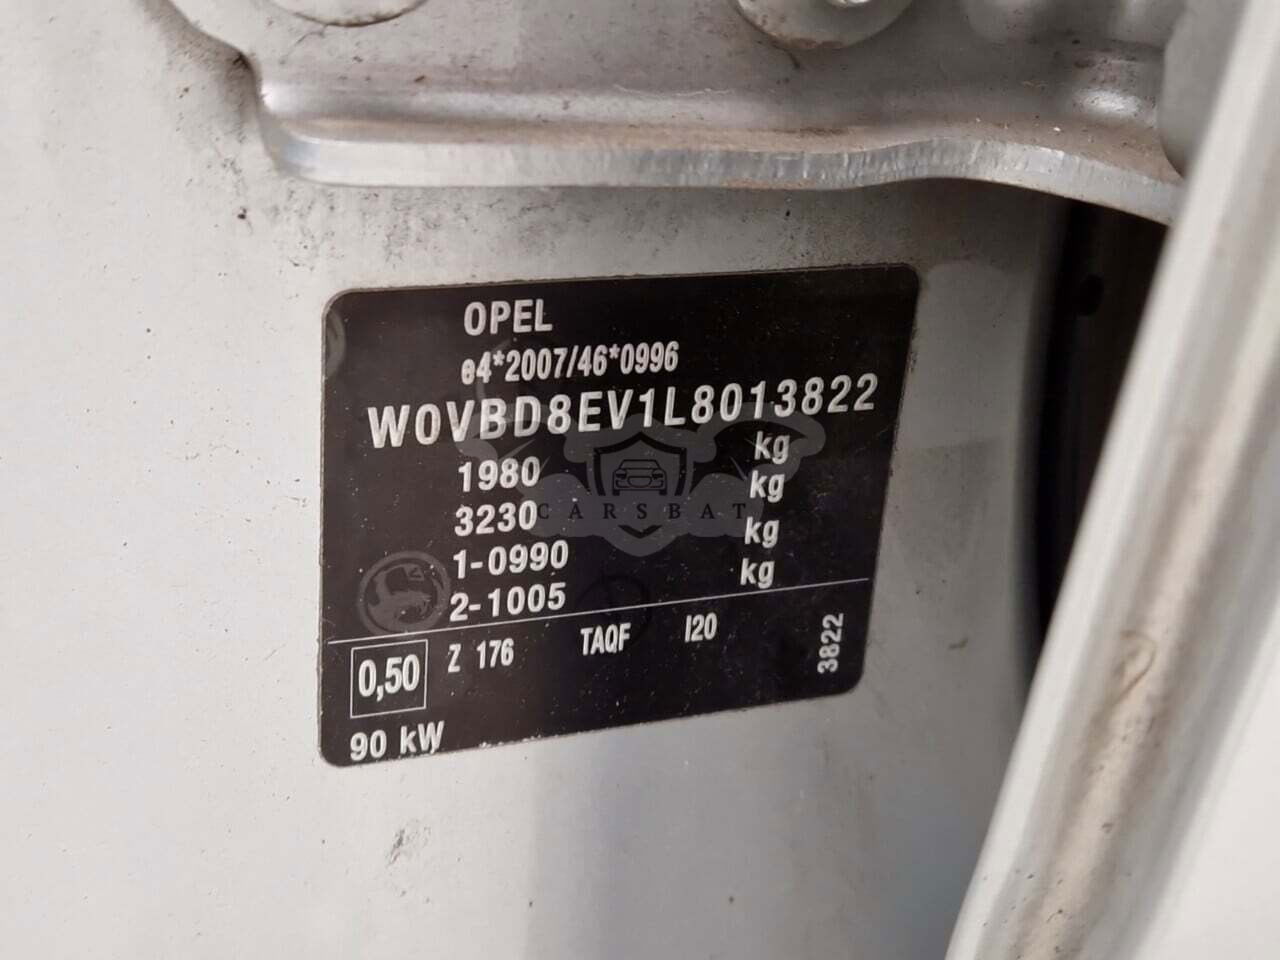 OPEL
e4*2007/46*0996
W0VBD8EV1L8013822
1980 kg
3230 kg
1-0990 kg
2-1005 kg
0,50 Z 176 TAQF I20 3822
90 kW
CARSBAT